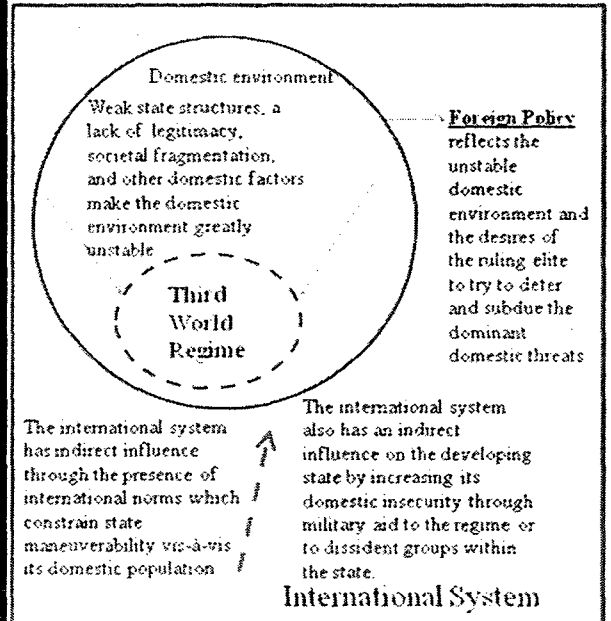 Domestic environment
Weak state structures, a
lack of legitimacy,
societal fragmentation,
and other domestic factors
make the domestic
environment greatly
unstable
Third
World
Regime
Foreign Policy
reflects the
unstable
domestic
environment and
the desires of
the ruling elite
to try to deter
and subdue the
dominant
domestic threats
The international system
has indirect influence
through the presence of
international norms which
constrain state
maneuverability vis-à-vis
its domestic population
The international system
also has an indirect
influence on the developing
state by increasing its
domestic insecurity through
military aid to the regime or
to dissident groups within
the state.
International System